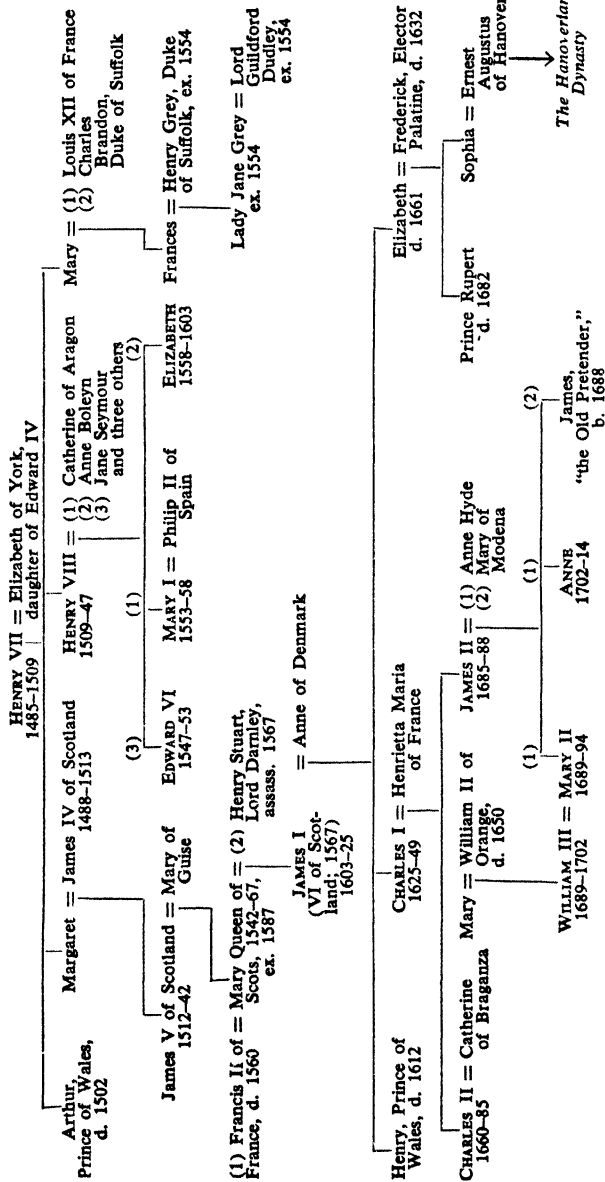 HENRY VII = Elizabeth of York,
1485–1509 daughter of Edward IV
Arthur,
Prince of Wales,
d. 1502
Margaret = James IV of Scotland
1488–1513
HENRY VIII = (1) Catherine of Aragon
1509–47 (2) Anne Boleyn
(3) Jane Seymour
and three others
Mary = (1) Louis XII of France
(2) Charles
Brandon,
Duke of Suffolk
James V of Scotland = Mary of
1512–42 Guise
(3)
EDWARD VI
1547–53
(1)
MARY I = Philip II of
1553–58 Spain
(2)
ELIZABETH
1558–1603
Frances = Henry Grey, Duke
of Suffolk, ex. 1554
(1) Francis II of = Mary Queen of = (2) Henry Stuart,
France, d. 1560 Scots, 1542–67, Lord Darnley,
ex. 1587 assass. 1567
Lady Jane Grey = Lord
ex. 1554 Guildford
Dudley,
ex. 1554
JAMES I = Anne of Denmark
(VI of Scot-
land; 1567)
1603–25
Henry, Prince of
Wales, d. 1612
CHARLES I = Henrietta Maria
1625–49 of France
Elizabeth = Frederick, Elector
d. 1661 Palatine, d. 1632
CHARLES II = Catherine
1660–85 of Braganza
Mary = William II of
Orange,
d. 1650
JAMES II = (1) Anne Hyde
1685–88 (2) Mary of
Modena
Prince Rupert
d. 1682
Sophia = Ernest
Augustus
of Hanover
(1)
WILLIAM III = MARY II
1689–1702 1689–94
(1)
ANNE
1702–14
(2)
James,
"the Old Pretender,"
b. 1688
The Hanoverian
Dynasty